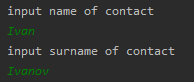 input name of contact
Ivan
input surname of contact
Ivanov